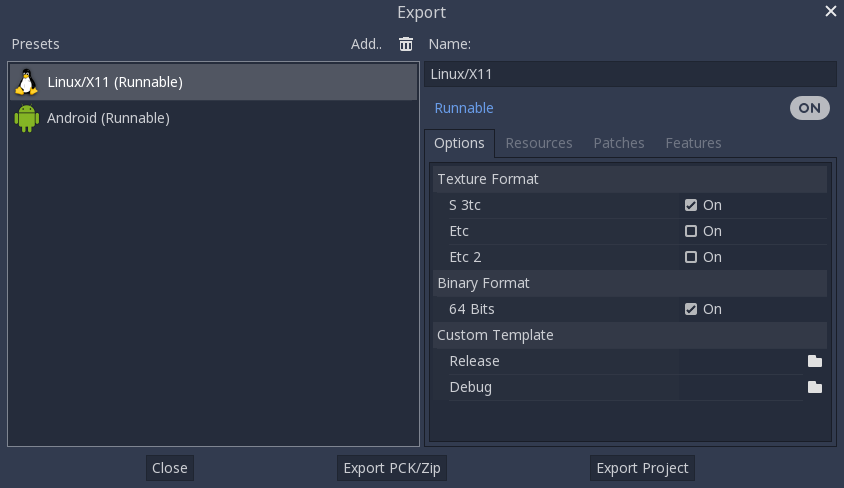 Export
Presets
Add..
Name:
Linux/X11 (Runnable)
Android (Runnable)
Linux/X11
Runnable
ON
Options Resources Patches Features
Texture Format
S 3tc On
Etc On
Etc 2 On
Binary Format
64 Bits On
Custom Template
Release
Debug
Close
Export PCK/Zip
Export Project